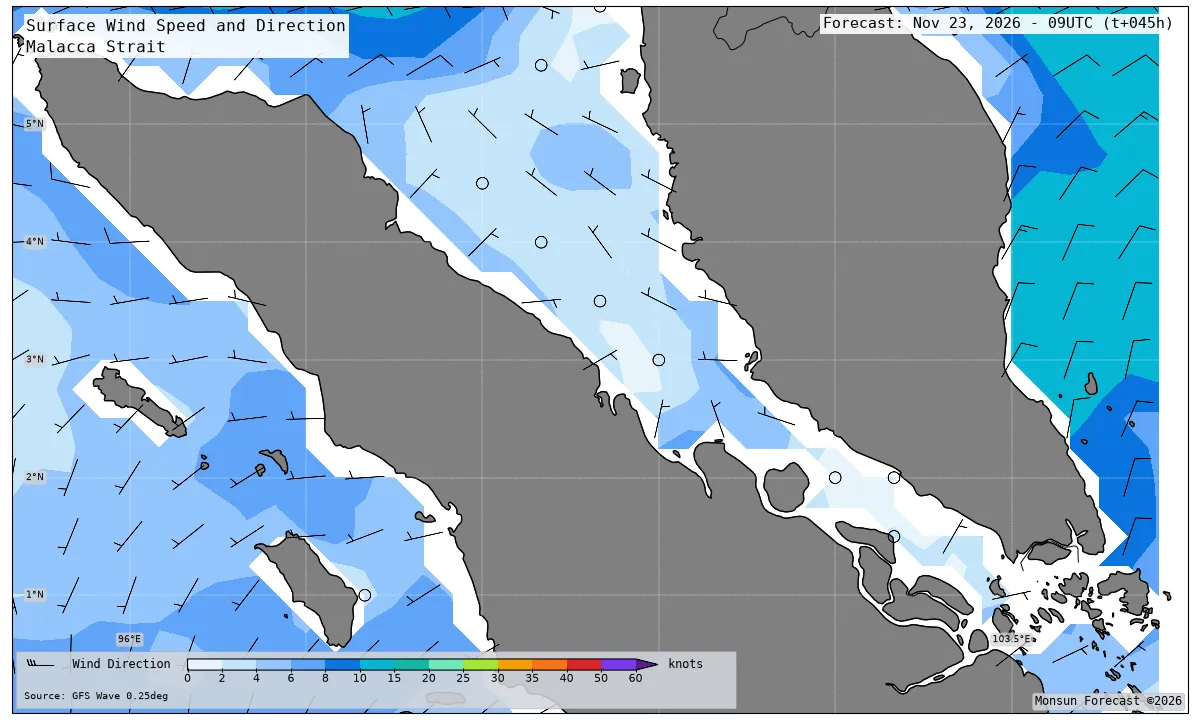 Surface Wind Speed and Direction
Malacca Strait
Forecast: Nov 23, 2026 - 09UTC (t+045h)
5°N
4°N
3°N
2°N
1°N
96°E
103.5°E
Wind Direction
0 2 4 6 8 10 15 20 25 30 35 40 50 60
knots
Source: GFS Wave 0.25deg
Monsun Forecast ©2026